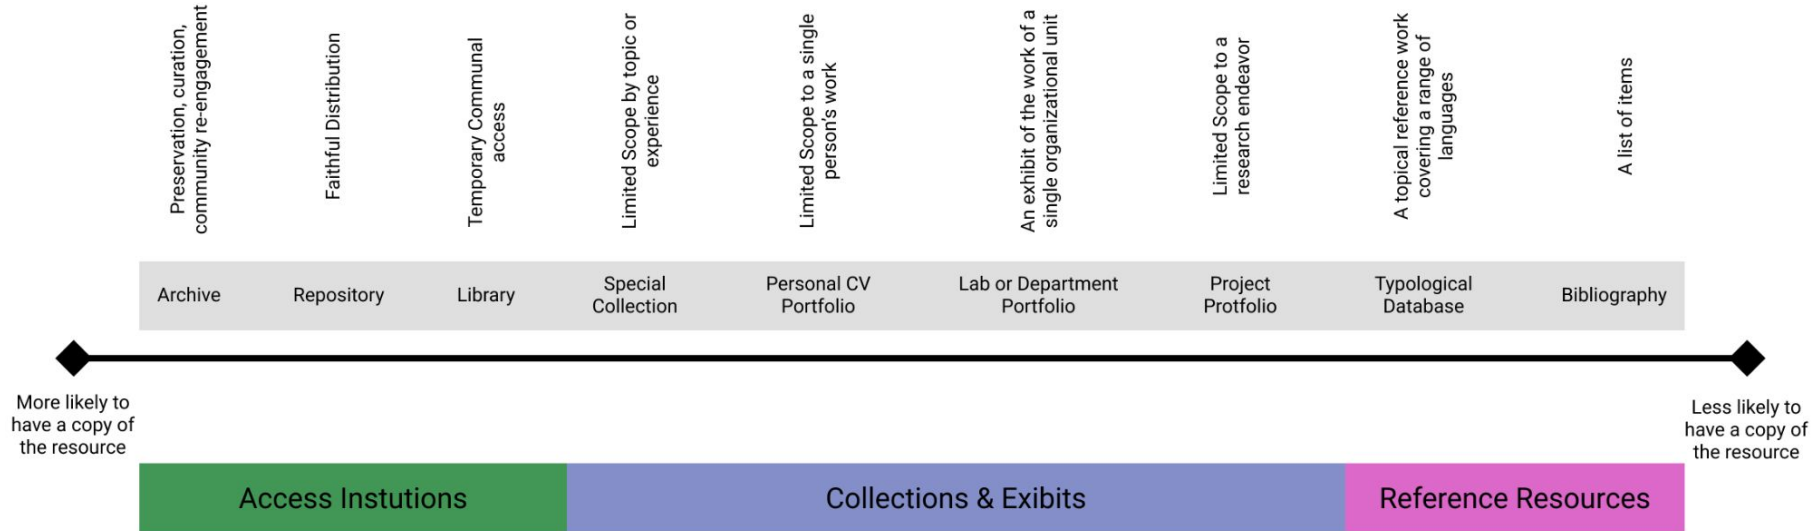 Preservation, curation,
community re-engagement
Faithful Distribution
Temporary Communal
access
Limited Scope by topic or
experience
Limited Scope to a single
person's work
An exhibit of the work of a
single organizational unit
Limited Scope to a
research endeavor
A topical reference work
covering a range of
languages
A list of items
Archive
Repository
Library
Special
Collection
Personal CV
Portfolio
Lab or Department
Portfolio
Project
Protfolio
Typological
Database
Bibliography
More likely to
have a copy of
the resource
Less likely to
have a copy of
the resource
Access Instutions
Collections & Exibits
Reference Resources